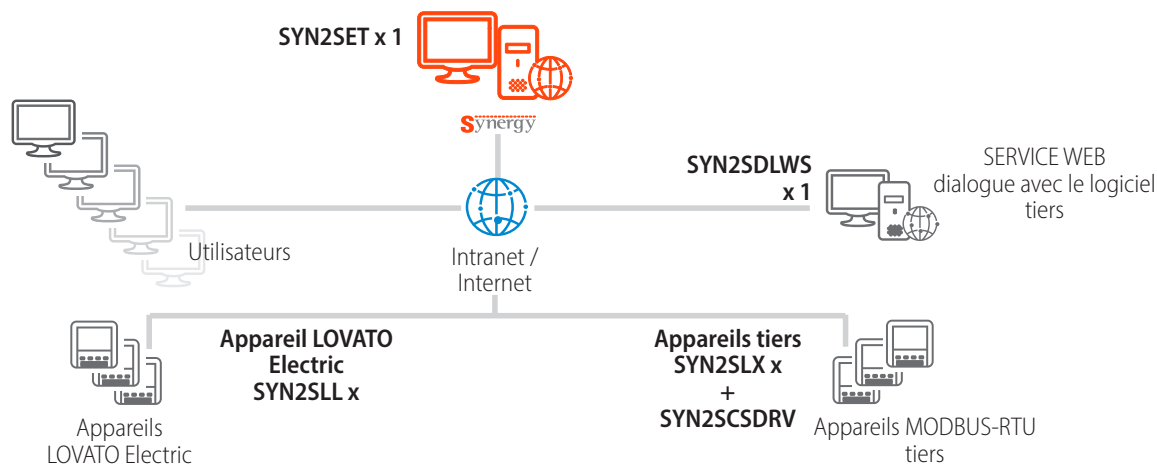 SYN2SET x 1
Synergy
SYN2SDLWS
x 1
SERVICE WEB
dialogue avec le logiciel
tiers
Utilisateurs
Intranet /
Internet
Appareil LOVATO
Electric
SYN2SLL x
Appareils tiers
SYN2SLX x
+
SYN2SCSDRV
Appareils
LOVATO Electric
Appareils MODBUS-RTU
tiers